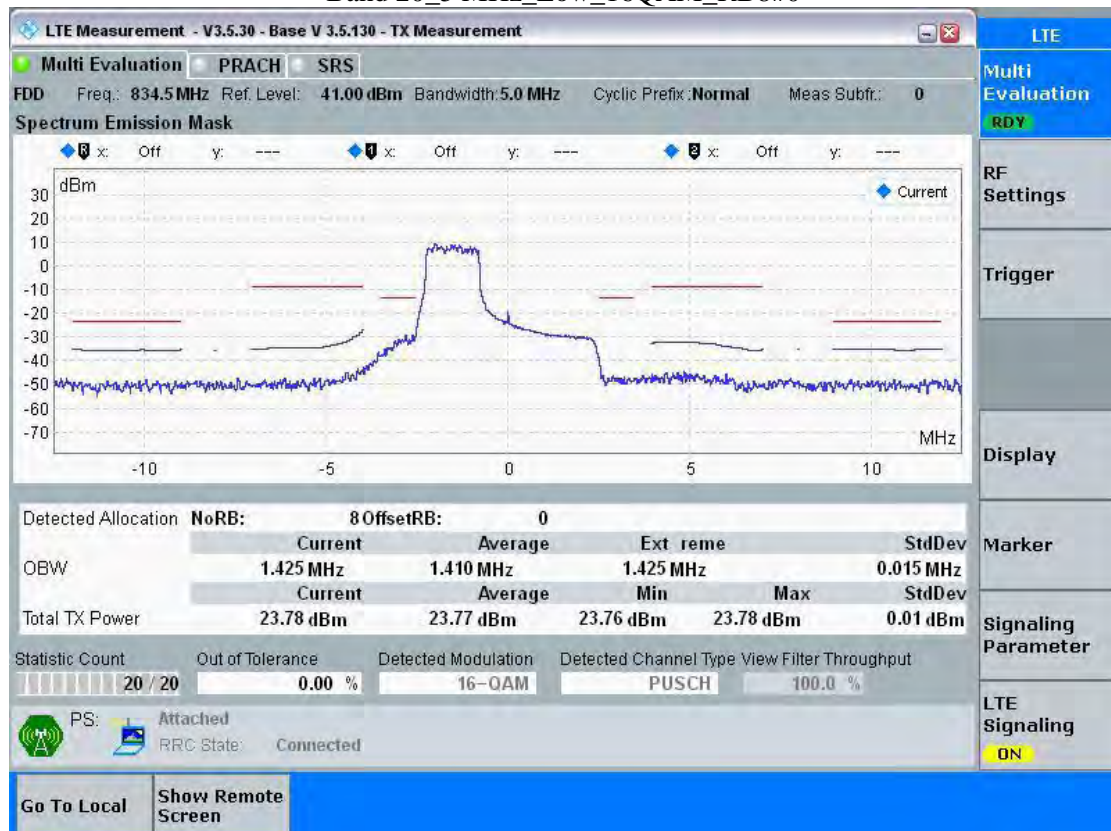 LTE Measurement - V3.5.30 - Base V 3.5.130 - TX Measurement
LTE
Multi Evaluation PRACH SRS
Multi
Evaluation
RDY
FDD Freq.: 834.5 MHz Ref. Level: 41.00 dBm Bandwidth: 5.0 MHz Cyclic Prefix: Normal Meas Subfr.: 0
Spectrum Emission Mask
R x: Off y: --- 1 x: Off y: --- 2 x: Off y: ---
dBm
Current
30
20
10
0
-10
-20
-30
-40
-50
-60
-70
MHz
-10 -5 0 5 10
RF
Settings
Trigger
Display
Marker
Signaling
Parameter
LTE
Signaling
ON
Detected Allocation NoRB: 8 OffsetRB: 0
Current Average Ext reme StdDev
OBW 1.425 MHz 1.410 MHz 1.425 MHz 0.015 MHz
Current Average Min Max StdDev
Total TX Power 23.78 dBm 23.77 dBm 23.76 dBm 23.78 dBm 0.01 dBm
Statistic Count Out of Tolerance Detected Modulation Detected Channel Type View Filter Throughput
20 / 20 0.00 % 16-QAM PUSCH 100.0 %
PS: Attached
RRC State: Connected
Go To Local
Show Remote
Screen